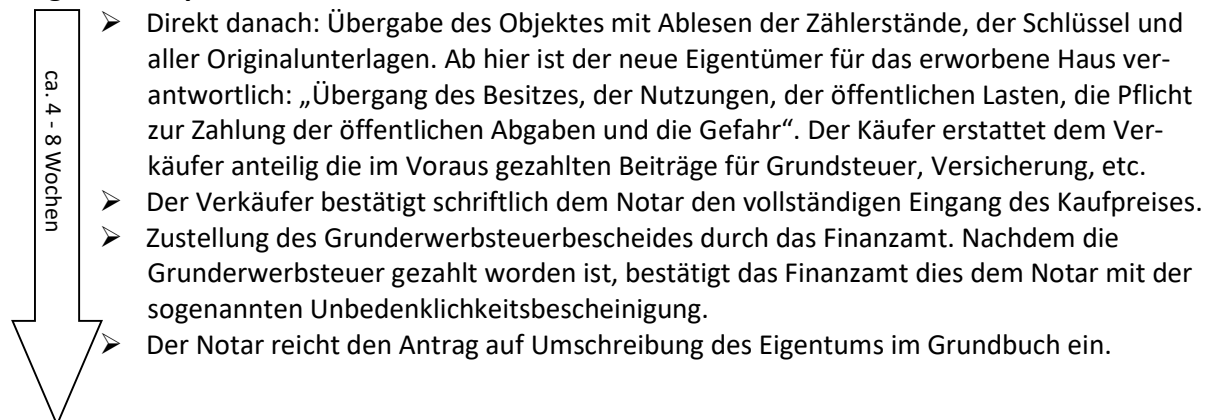 ➢ Direkt danach: Übergabe des Objektes mit Ablesen der Zählerstände, der Schlüssel und
aller Originalunterlagen. Ab hier ist der neue Eigentümer für das erworbene Haus ver-
antwortlich: „Übergang des Besitzes, der Nutzungen, der öffentlichen Lasten, die Pflicht
zur Zahlung der öffentlichen Abgaben und die Gefahr“. Der Käufer erstattet dem Ver-
käufer anteilig die im Voraus gezahlten Beiträge für Grundsteuer, Versicherung, etc.
➢ Der Verkäufer bestätigt schriftlich dem Notar den vollständigen Eingang des Kaufpreises.
➢ Zustellung des Grunderwerbsteuerbescheides durch das Finanzamt. Nachdem die
Grunderwerbsteuer gezahlt worden ist, bestätigt das Finanzamt dies dem Notar mit der
sogenannten Unbedenklichkeitsbescheinigung.
➢ Der Notar reicht den Antrag auf Umschreibung des Eigentums im Grundbuch ein.
ca. 4 - 8 Wochen